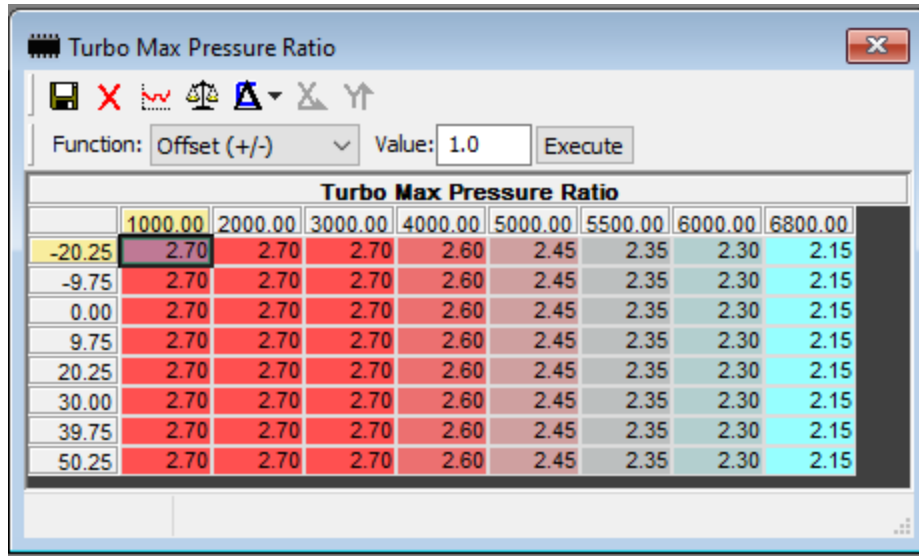 Turbo Max Pressure Ratio
Function: Offset (+/-) Value: 1.0 Execute
Turbo Max Pressure Ratio
1000.00 2000.00 3000.00 4000.00 5000.00 5500.00 6000.00 6800.00
-20.25 2.70 2.70 2.70 2.60 2.45 2.35 2.30 2.15
-9.75 2.70 2.70 2.70 2.60 2.45 2.35 2.30 2.15
0.00 2.70 2.70 2.70 2.60 2.45 2.35 2.30 2.15
9.75 2.70 2.70 2.70 2.60 2.45 2.35 2.30 2.15
20.25 2.70 2.70 2.70 2.60 2.45 2.35 2.30 2.15
30.00 2.70 2.70 2.70 2.60 2.45 2.35 2.30 2.15
39.75 2.70 2.70 2.70 2.60 2.45 2.35 2.30 2.15
50.25 2.70 2.70 2.70 2.60 2.45 2.35 2.30 2.15